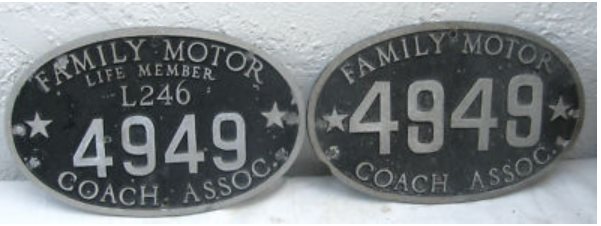 FAMILY MOTOR
LIFE MEMBER
L246
4949
COACH ASSOC.
FAMILY MOTOR
4949
COACH ASSOC.